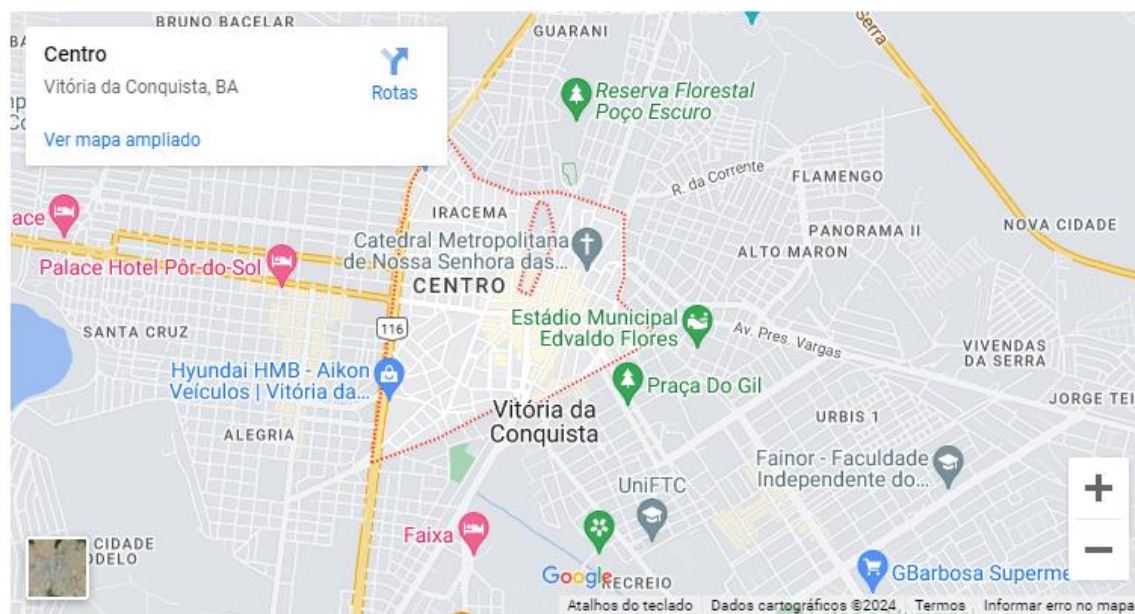 BRUNO BACELAR
GUARANI
Serra
Centro
Vitória da Conquista, BA
Rotas
Ver mapa ampliado
Reserva Florestal
Poço Escuro
R. da Corrente
FLAMENGO
IRACEMA
PANORAMA II
NOVA CIDADE
ace
Catedral Metropolitana
de Nossa Senhora das...
ALTO MARON
Palace Hotel Pôr-do-Sol
CENTRO
SANTA CRUZ
116
Estádio Municipal
Edvaldo Flores
Av. Pres. Vargas
VIVENDAS
DA SERRA
Hyundai HMB - Aikon
Veículos | Vitória da...
Praça Do Gil
JORGE TEI
Vitória da
Conquista
URBIS 1
ALEGRIA
Fainor - Faculdade
Independente do...
UniFTC
Faixa
CIDADE
ODELO
Google
RECREIO
GBarbosa Superme
Atalhos do teclado
Dados cartográficos ©2024
Termos
Informar erro no mapa